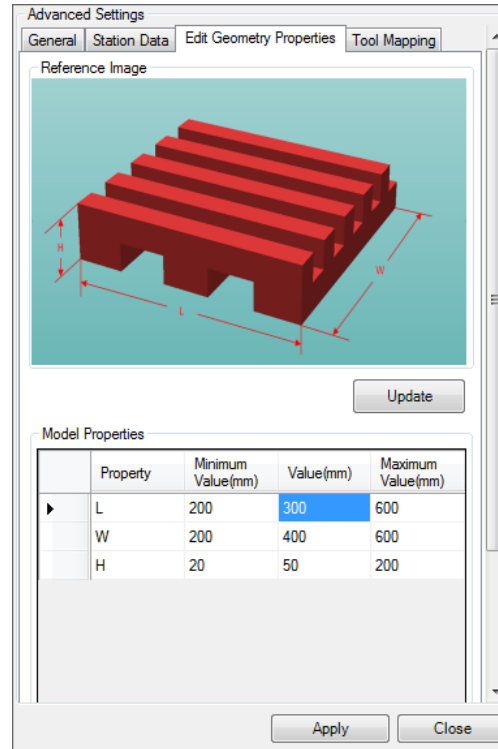 Advanced Settings
General Station Data Edit Geometry Properties Tool Mapping
Reference Image
H
W
L
Update
Model Properties
Property Minimum Value(mm) Value(mm) Maximum Value(mm)
L 200 300 600
W 200 400 600
H 20 50 200
Apply Close